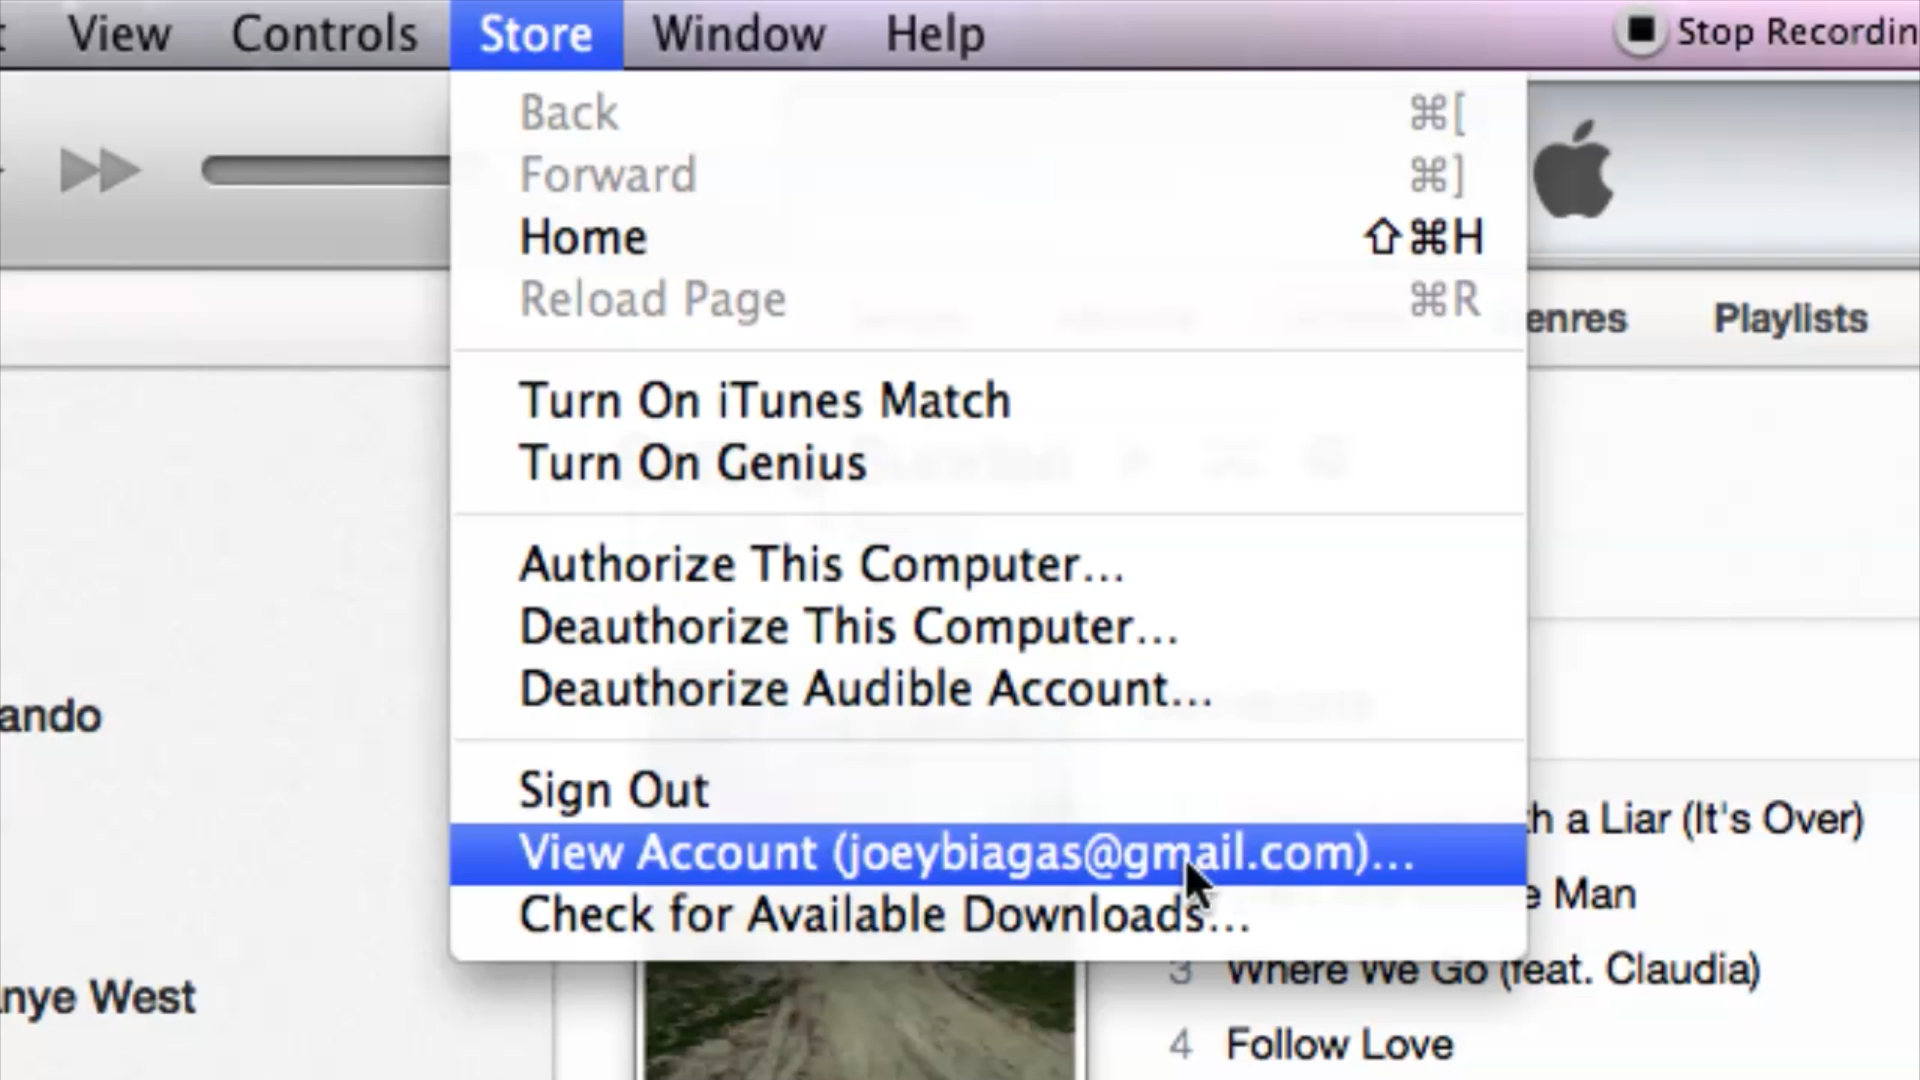 View Controls Store Window Help Stop Recordin
Back ⌘[
Forward ⌘]
Home ⇧⌘H
Reload Page ⌘R
enres Playlists
Turn On iTunes Match
Turn On Genius
Authorize This Computer...
Deauthorize This Computer...
Deauthorize Audible Account...
ando
Sign Out
h a Liar (It's Over)
View Account (joeybiagas@gmail.com)...
e Man
Check for Available Downloads...
3 Where We Go (feat. Claudia)
nye West
4 Follow Love